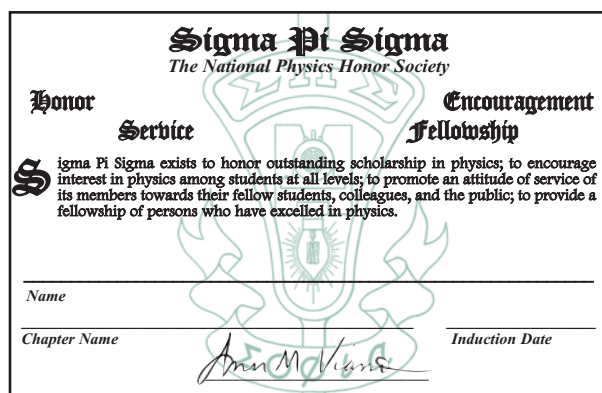 Sigma Pi Sigma
The National Physics Honor Society
Honor Encouragement
Service Fellowship
Sigma Pi Sigma exists to honor outstanding scholarship in physics; to encourage
interest in physics among students at all levels; to promote an attitude of service of
its members towards their fellow students, colleagues, and the public; to provide a
fellowship of persons who have excelled in physics.
Name
Chapter Name Induction Date
ΣΠΣ